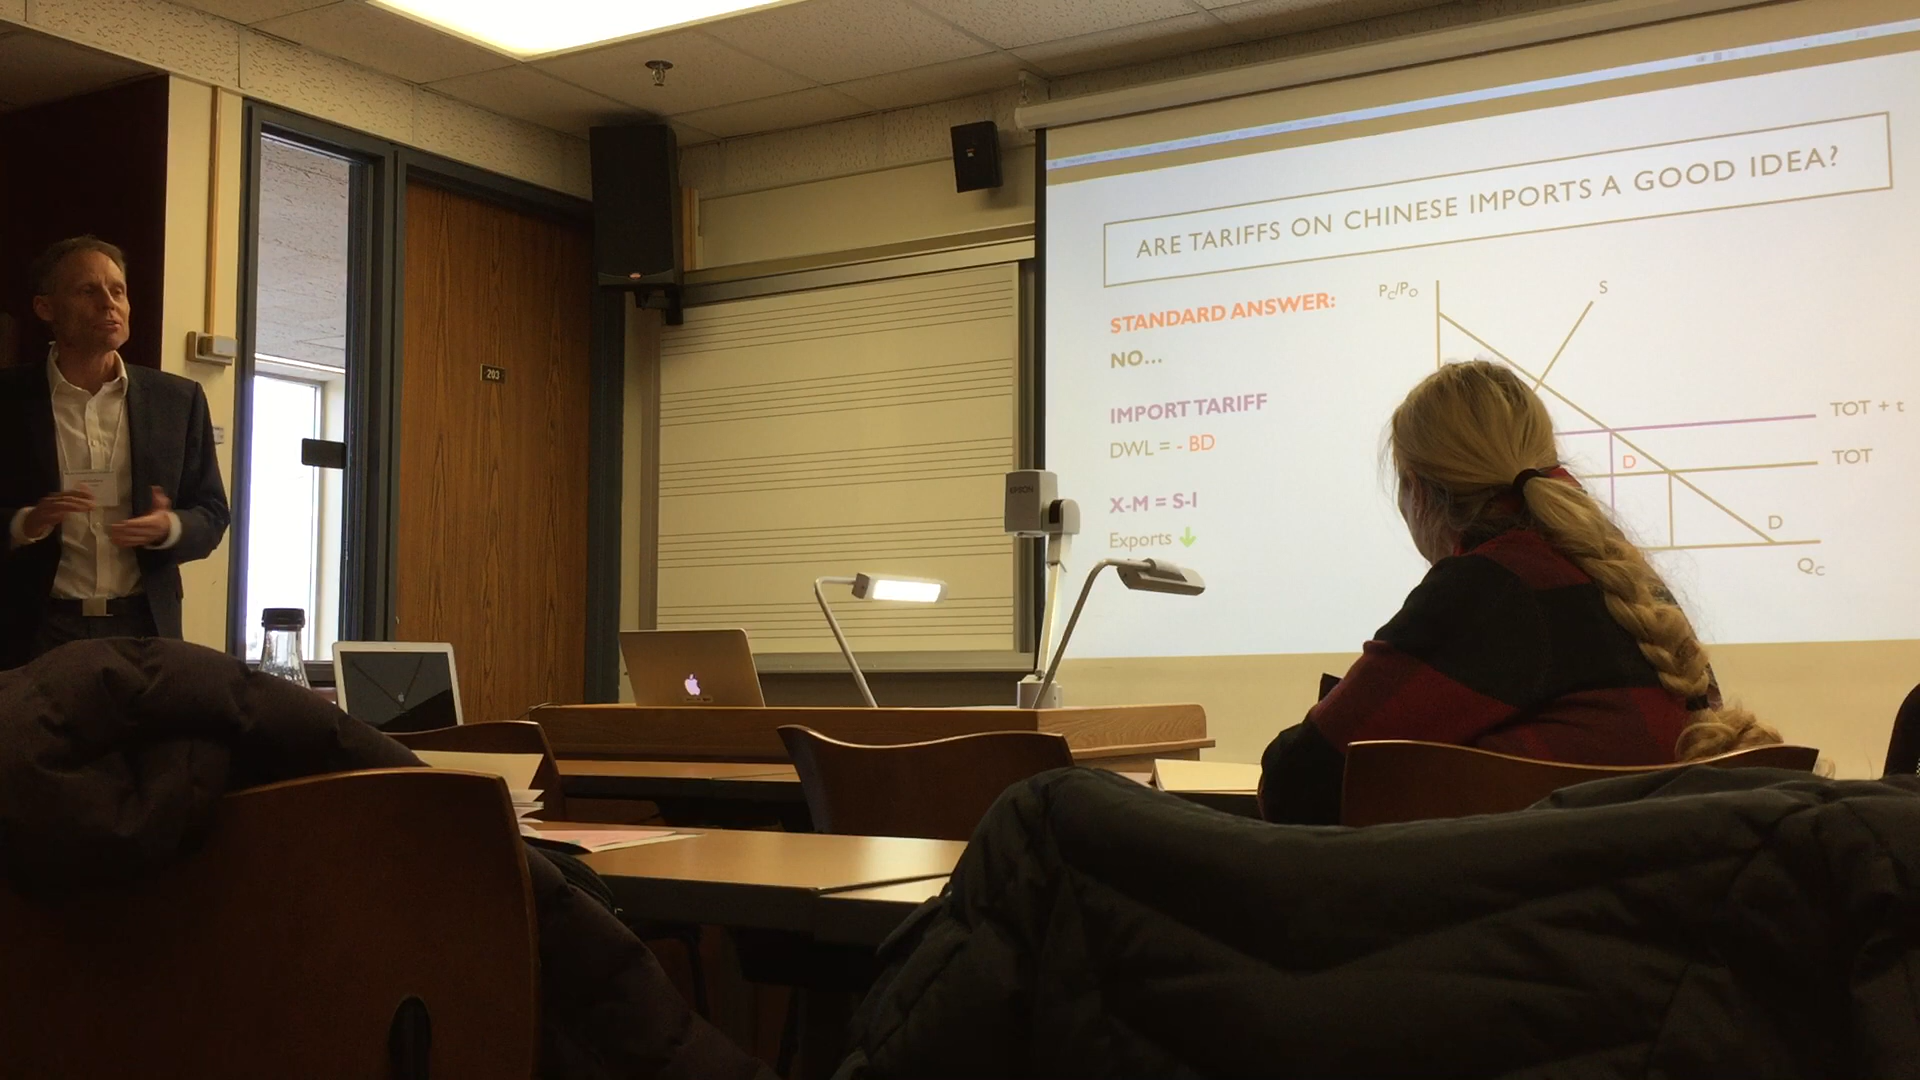 203
ARE TARIFFS ON CHINESE IMPORTS A GOOD IDEA?
STANDARD ANSWER:
NO...
IMPORT TARIFF
DWL = - BD
X-M = S-I
Exports
PC/PO
S
TOT + t
D
TOT
D
QC
EPSON